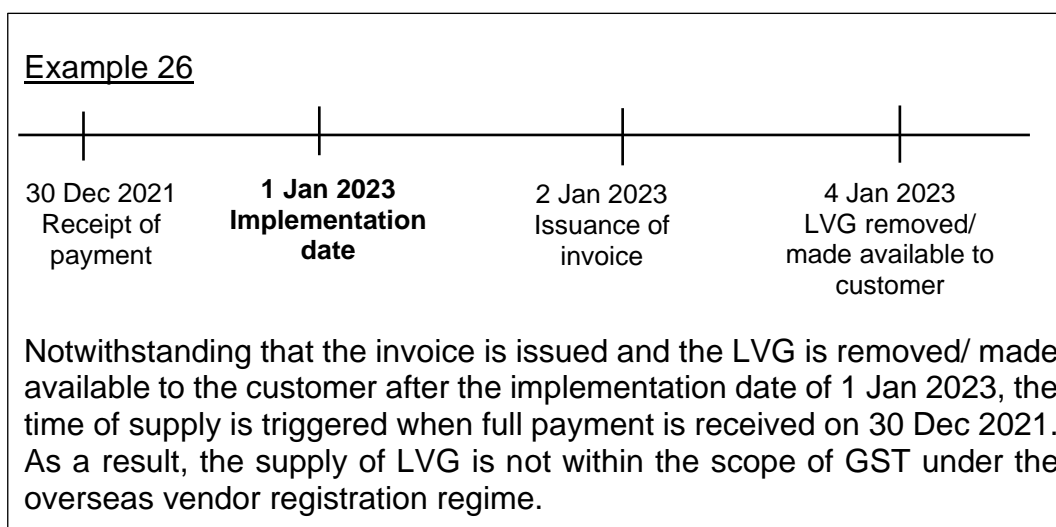 Example 26
30 Dec 2021
Receipt of
payment
1 Jan 2023
Implementation
date
2 Jan 2023
Issuance of
invoice
4 Jan 2023
LVG removed/
made available to
customer
Notwithstanding that the invoice is issued and the LVG is removed/ made
available to the customer after the implementation date of 1 Jan 2023, the
time of supply is triggered when full payment is received on 30 Dec 2021.
As a result, the supply of LVG is not within the scope of GST under the
overseas vendor registration regime.